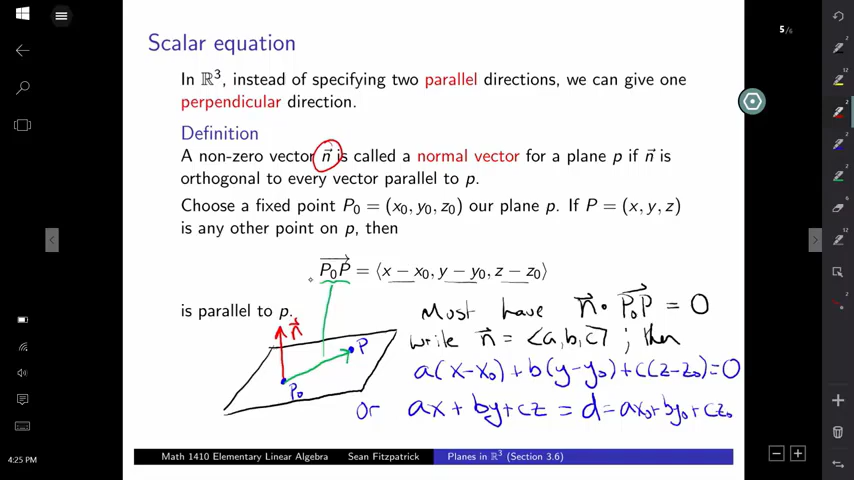 5/6
Scalar equation
In ℝ³, instead of specifying two parallel directions, we can give one
perpendicular direction.
Definition
A non-zero vector n⃗ is called a normal vector for a plane p if n⃗ is
orthogonal to every vector parallel to p.
Choose a fixed point P₀ = (x₀, y₀, z₀) our plane p. If P = (x, y, z)
is any other point on p, then
P₀P⃗ = ⟨x − x₀, y − y₀, z − z₀⟩
is parallel to p.
Must have n⃗ • P₀P⃗ = 0
write n⃗ = <a,b,c> ; then
a(x-x₀) + b(y-y₀) + c(z-z₀) = 0
or ax + by + cz = d = ax₀ + by₀ + cz₀
n⃗
P
P₀
Math 1410 Elementary Linear Algebra Sean Fitzpatrick Planes in ℝ³ (Section 3.6)
4:25 PM